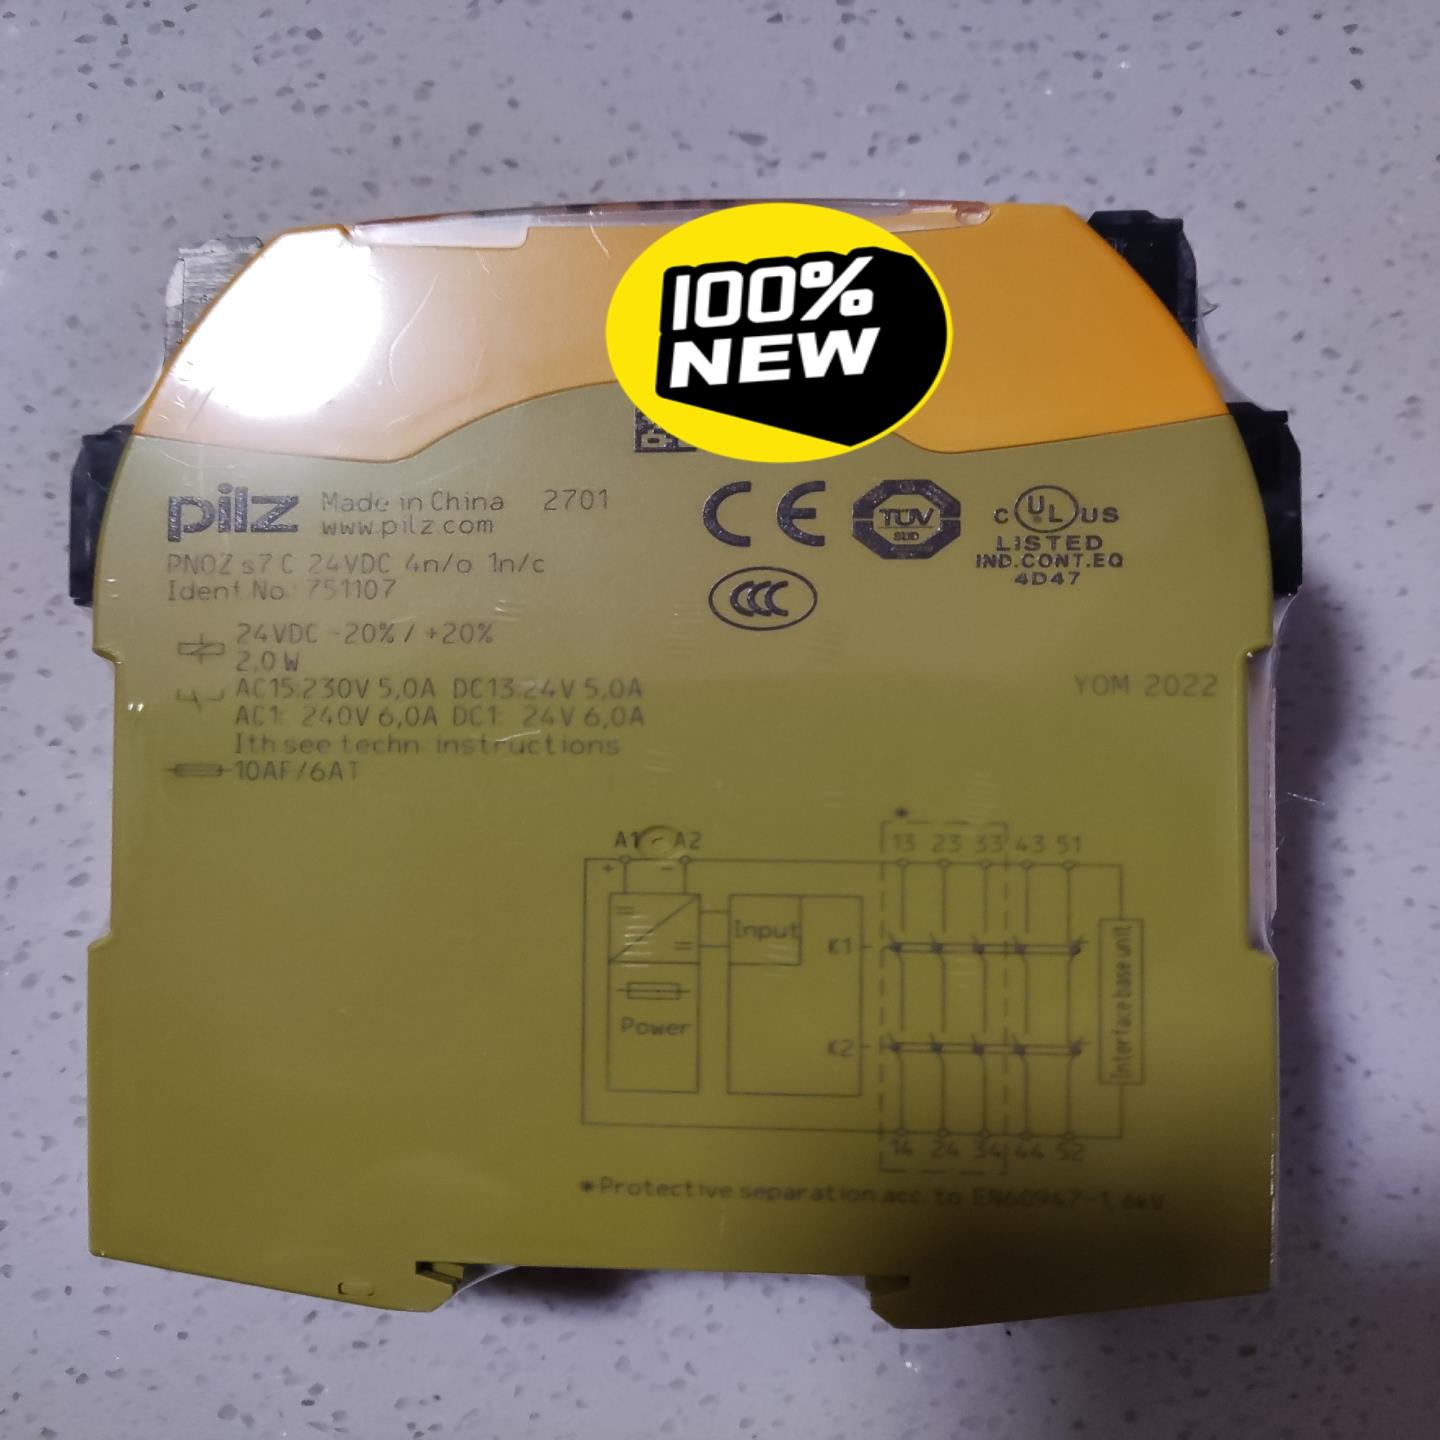 100%
NEW
pilz Made in China 2701
www.pilz.com
PNOZ s7 C 24VDC 4n/o 1n/c
Ident.No.: 751107
CE
TÜV
SÜD
C UL US
LISTED
IND.CONT.EQ
4D47
CCC
24VDC -20% / +20%
2,0 W
AC15:230V 5,0A DC13:24V 5,0A
AC1: 240V 6,0A DC1: 24V 6,0A
Ith see techn. instructions
10AF/6AT
YOM 2022
*
A1 A2
13 23 33 43 51
+ -
Input
K1
Power
K2
Interface base unit
14 24 34 44 52
*Protective separation acc. to EN60947-1, 6kV